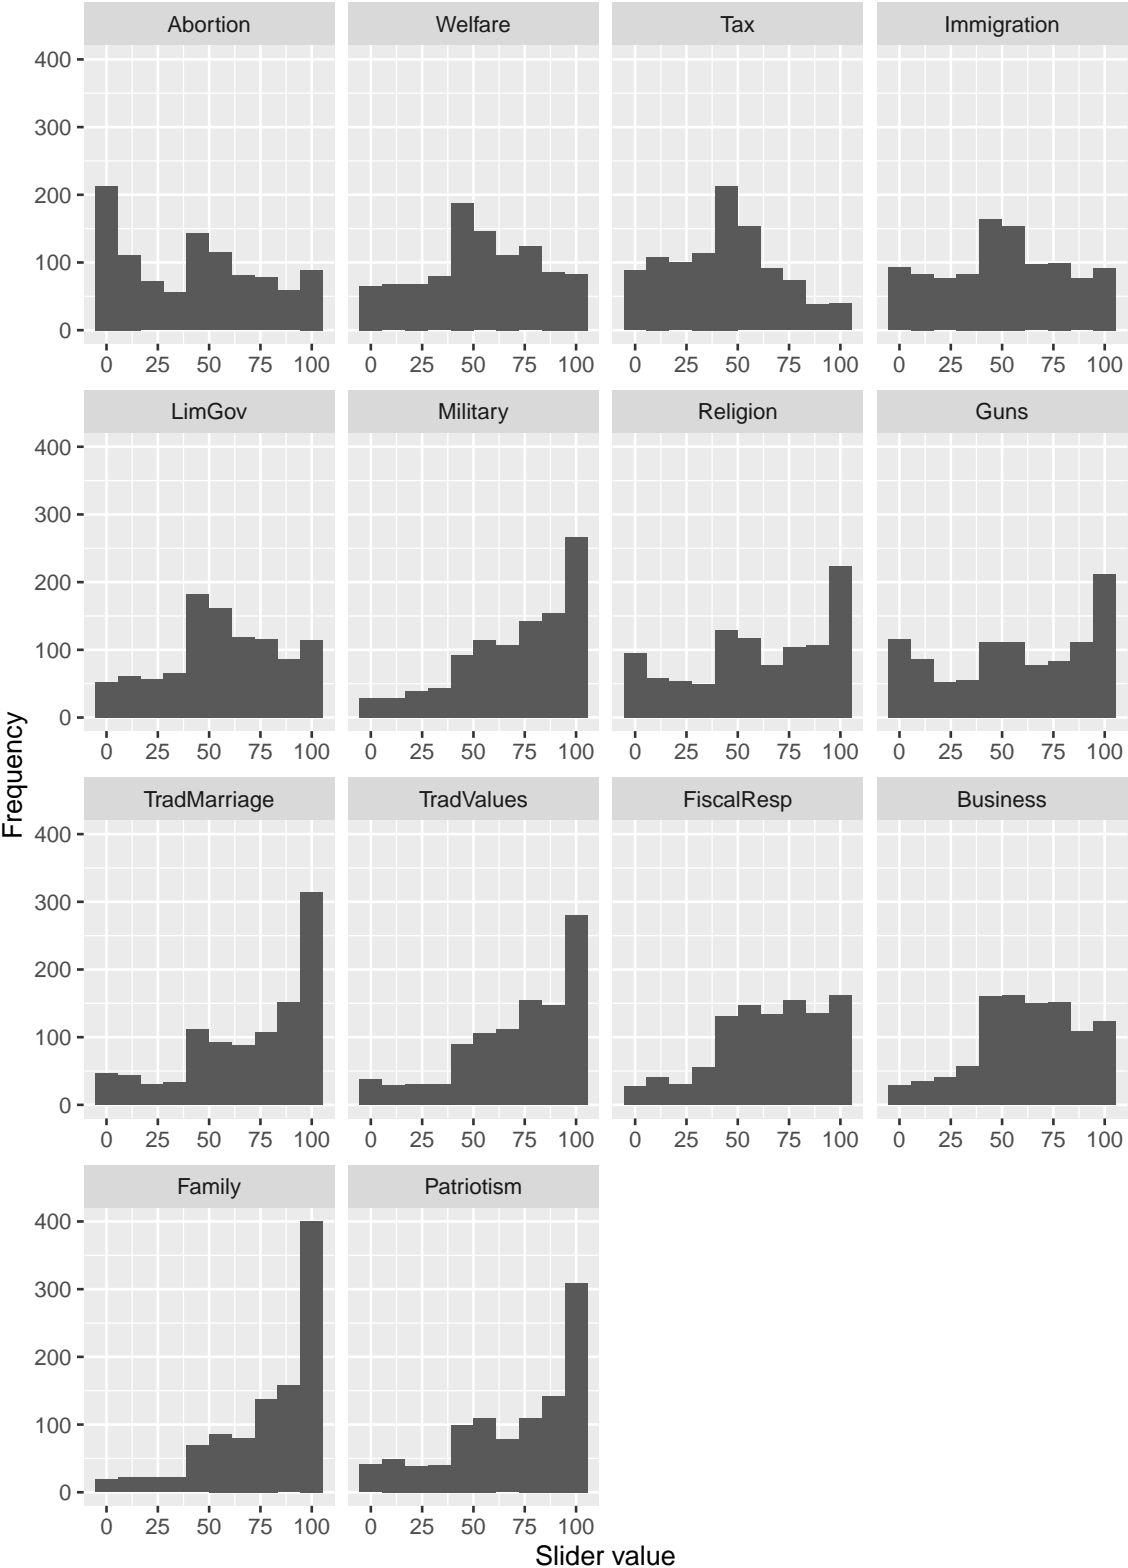 Abortion Welfare Tax Immigration
400
300
200
100
0
0 25 50 75 100 0 25 50 75 100 0 25 50 75 100 0 25 50 75 100
LimGov Military Religion Guns
400
300
200
100
0
0 25 50 75 100 0 25 50 75 100 0 25 50 75 100 0 25 50 75 100
TradMarriage TradValues FiscalResp Business
400
300
200
100
0
0 25 50 75 100 0 25 50 75 100 0 25 50 75 100 0 25 50 75 100
Family Patriotism
400
300
200
100
0
0 25 50 75 100 0 25 50 75 100
Slider value
Frequency